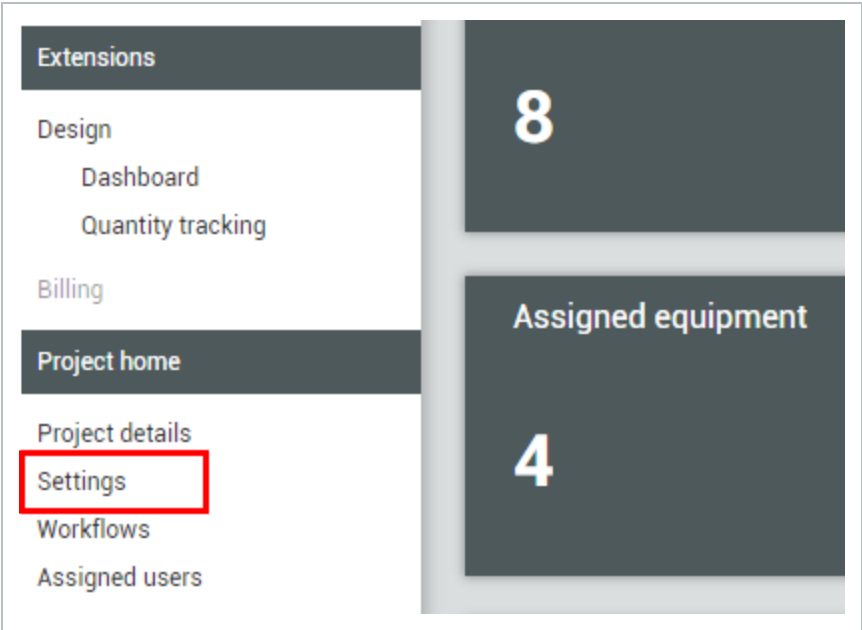 Extensions
Design
Dashboard
Quantity tracking
Billing
Project home
Project details
Settings
Workflows
Assigned users
8
Assigned equipment
4